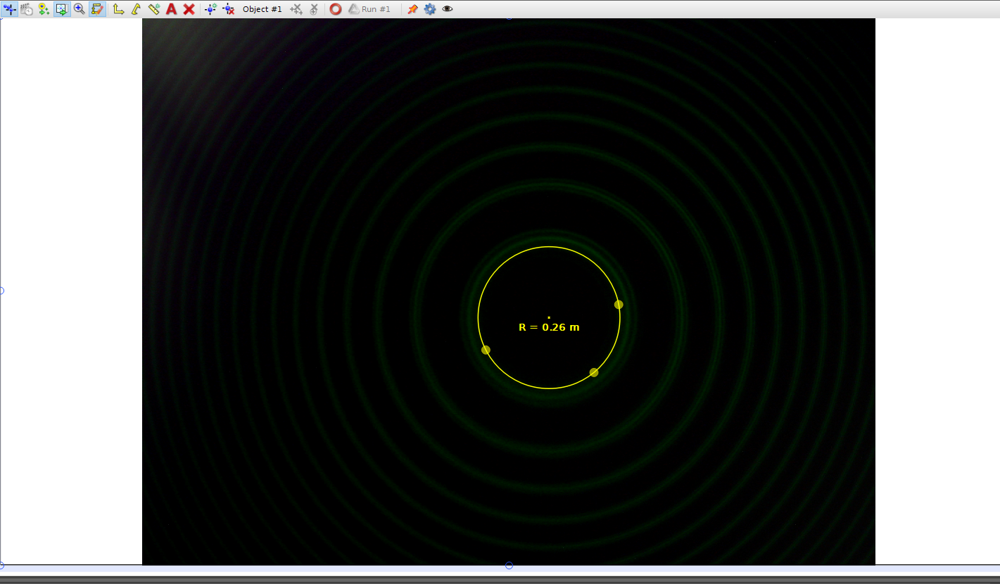 Object #1
Run #1
R = 0.26 m